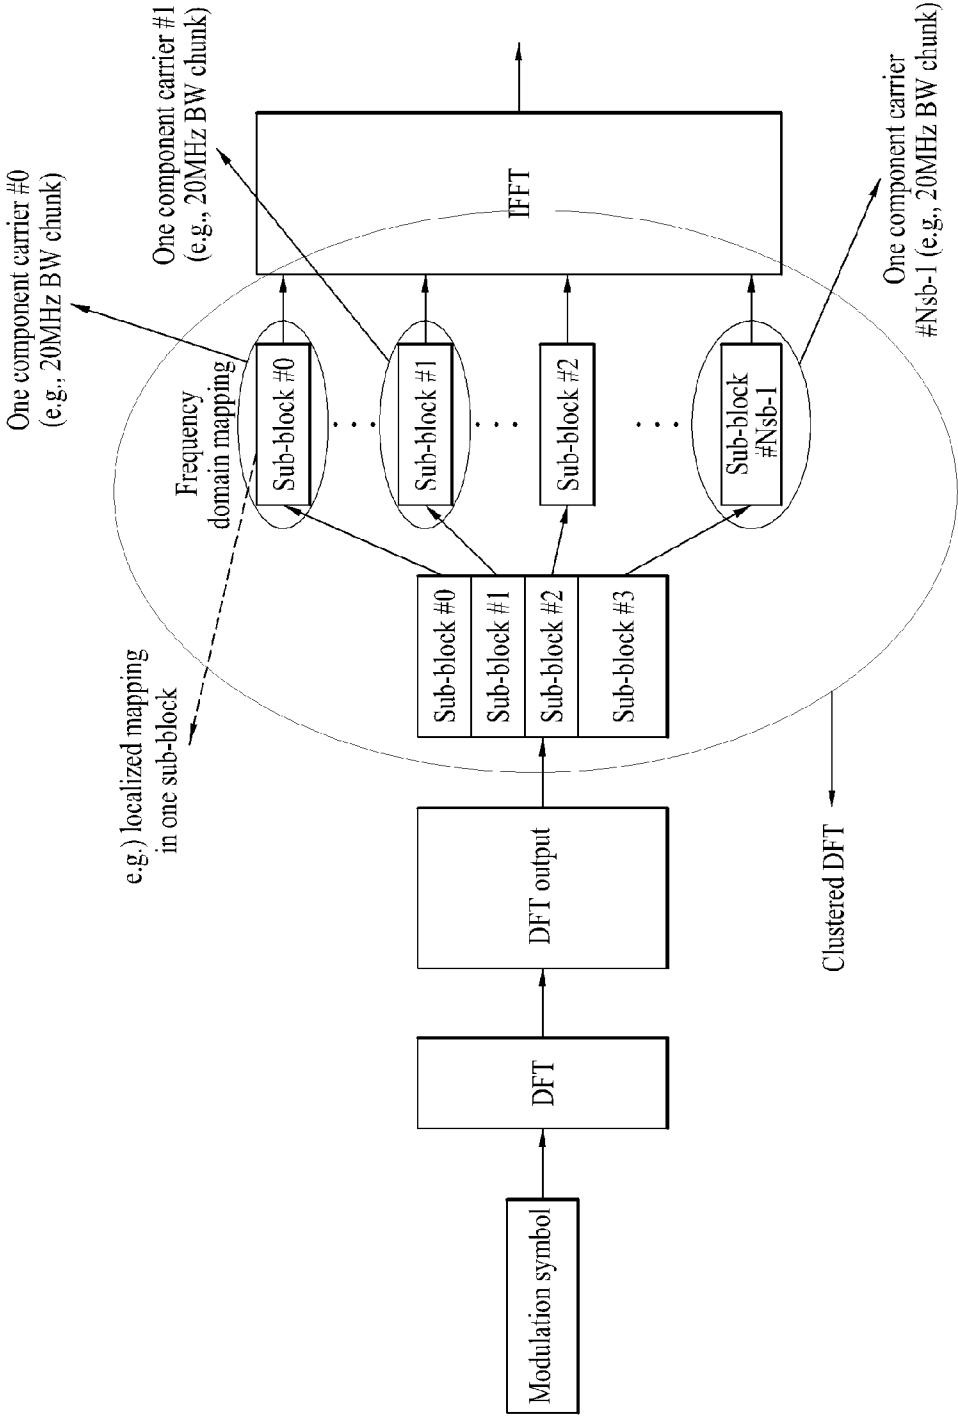 Modulation symbol
DFT
DFT output
Sub-block #0
Sub-block #1
Sub-block #2
Sub-block #3
Clustered DFT
e.g.) localized mapping
in one sub-block
Frequency
domain mapping
Sub-block #0
Sub-block #1
Sub-block #2
Sub-block
#Nsb-1
One component carrier #0
(e.g., 20MHz BW chunk)
One component carrier #1
(e.g., 20MHz BW chunk)
IFFT
One component carrier
#Nsb-1 (e.g., 20MHz BW chunk)